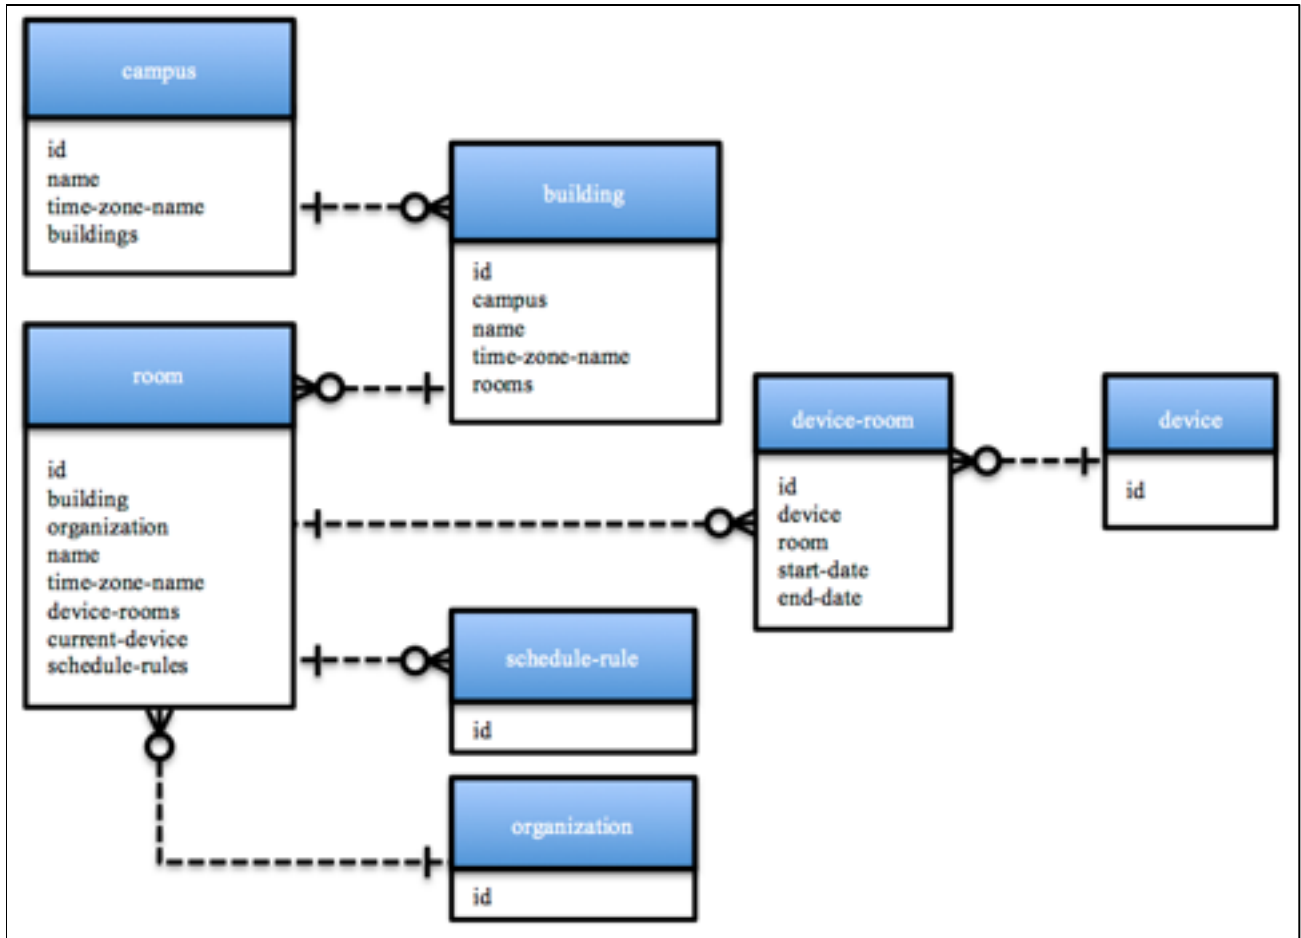 campus
id
name
time-zone-name
buildings
building
id
campus
name
time-zone-name
rooms
room
id
building
organization
name
time-zone-name
device-rooms
current-device
schedule-rules
device-room
id
device
room
start-date
end-date
device
id
schedule-rule
id
organization
id